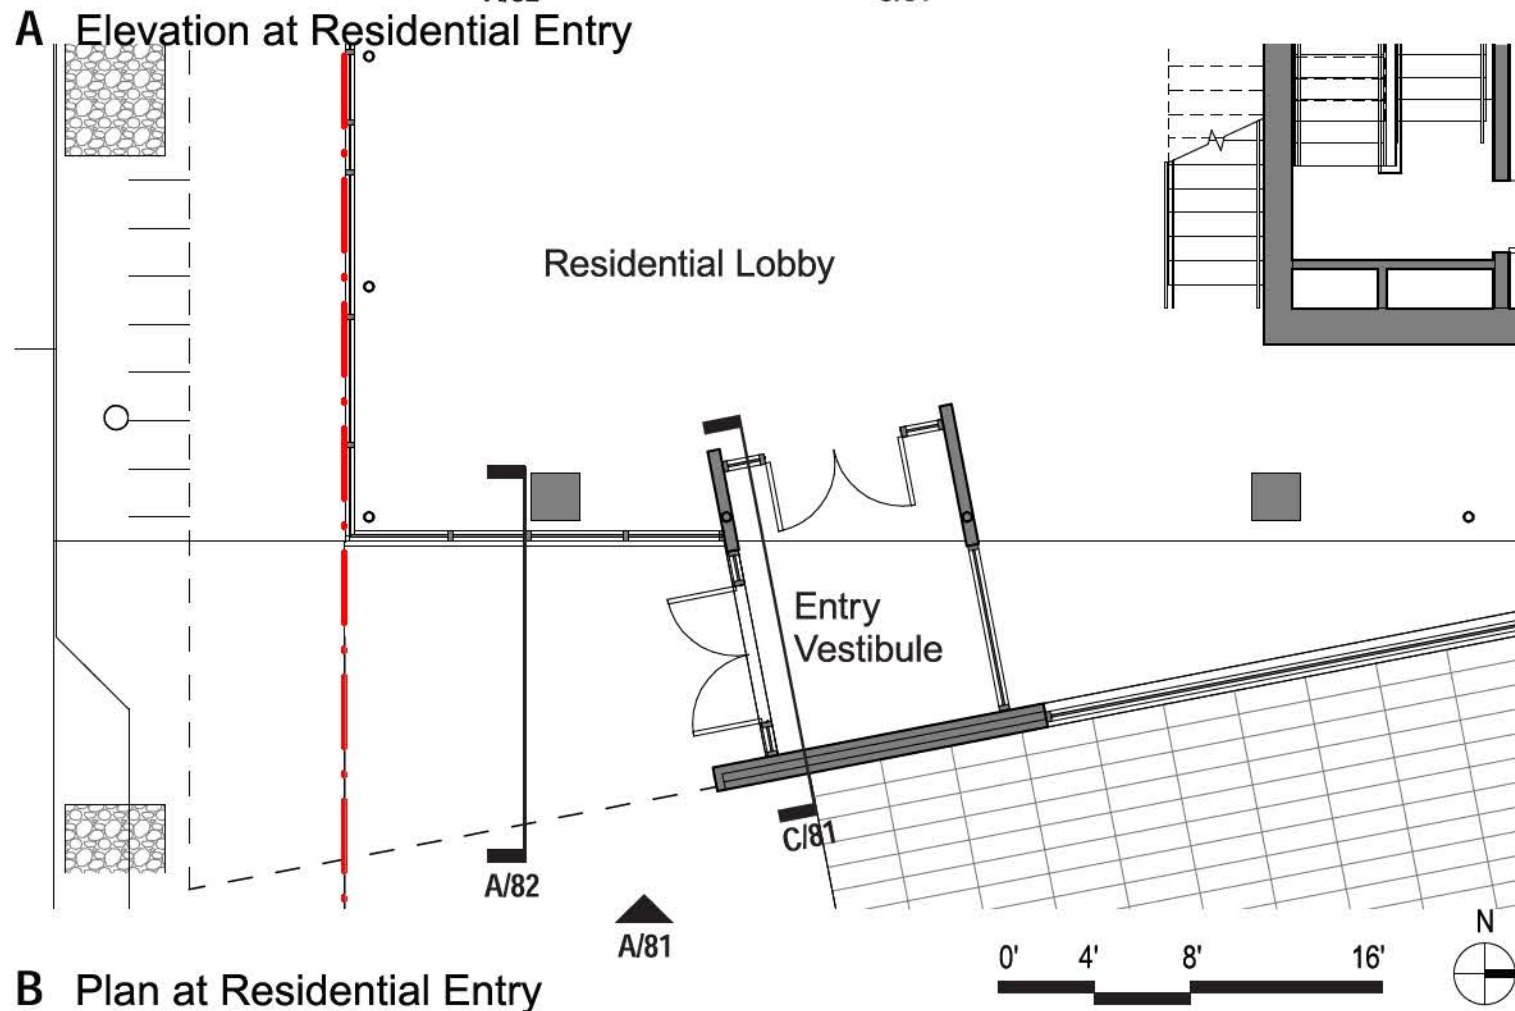 A Elevation at Residential Entry
Residential Lobby
Entry
Vestibule
C/81
A/82
A/81
N
0' 4' 8' 16'
B Plan at Residential Entry